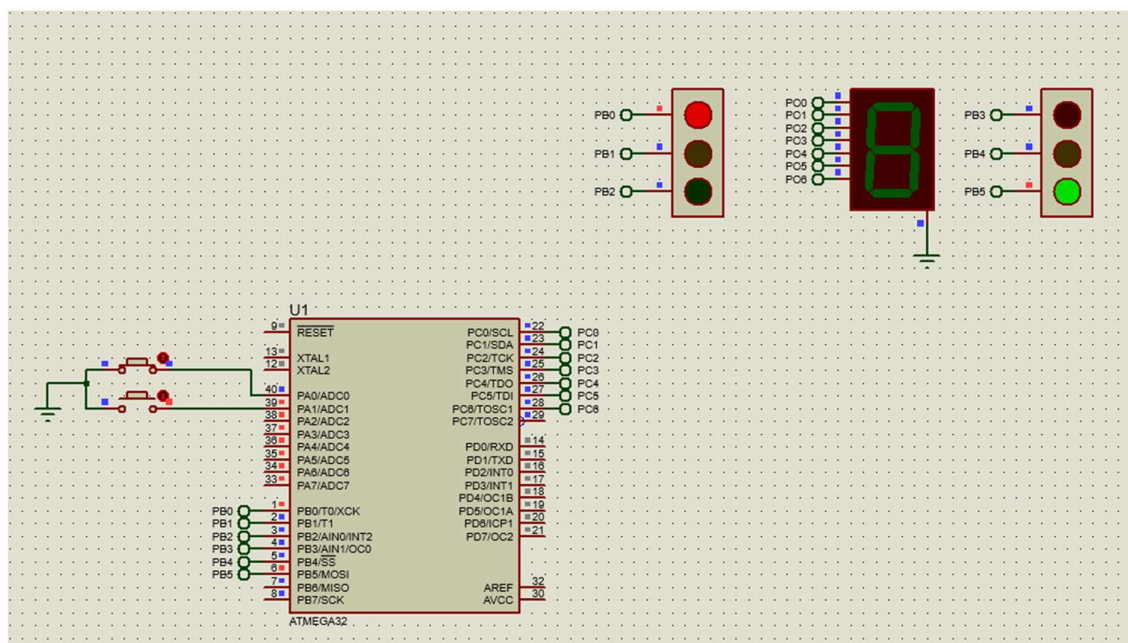 PB0
PB1
PB2
PC0
PC1
PC2
PC3
PC4
PC5
PC6
PB3
PB4
PB5
U1
9 RESET
13 XTAL1
12 XTAL2
40 PA0/ADC0
39 PA1/ADC1
38 PA2/ADC2
37 PA3/ADC3
36 PA4/ADC4
35 PA5/ADC5
34 PA6/ADC6
33 PA7/ADC7
PB0 1 PB0/T0/XCK
PB1 2 PB1/T1
PB2 3 PB2/AIN0/INT2
PB3 4 PB3/AIN1/OC0
PB4 5 PB4/SS
PB5 6 PB5/MOSI
7 PB6/MISO
8 PB7/SCK
PC0/SCL 22 PC0
PC1/SDA 23 PC1
PC2/TCK 24 PC2
PC3/TMS 25 PC3
PC4/TDO 26 PC4
PC5/TDI 27 PC5
PC6/TOSC1 28 PC6
PC7/TOSC2 29
PD0/RXD 14
PD1/TXD 15
PD2/INT0 16
PD3/INT1 17
PD4/OC1B 18
PD5/OC1A 19
PD6/ICP1 20
PD7/OC2 21
AREF 32
AVCC 30
ATMEGA32